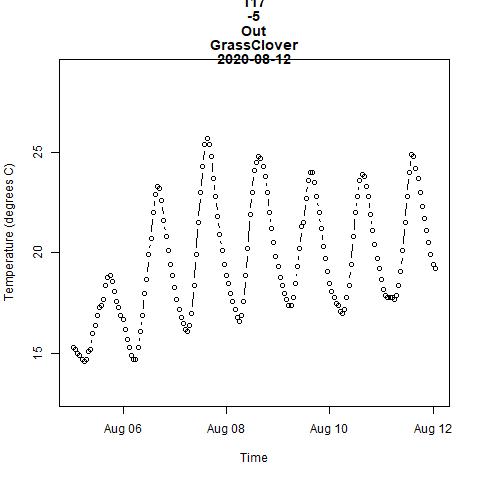 117
-5
Out
GrassClover
2020-08-12
Temperature (degrees C)
25
20
15
Aug 06 Aug 08 Aug 10 Aug 12
Time